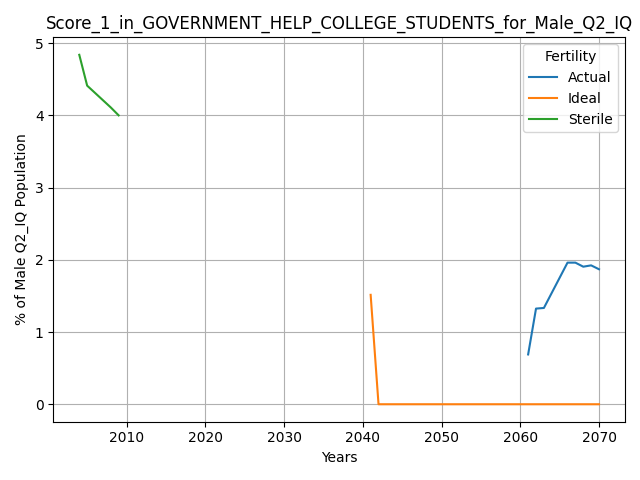 Score_1_in_GOVERNMENT_HELP_COLLEGE_STUDENTS_for_Male_Q2_IQ
% of Male Q2_IQ Population
5
4
3
2
1
0
Fertility
Actual
Ideal
Sterile
2010 2020 2030 2040 2050 2060 2070
Years